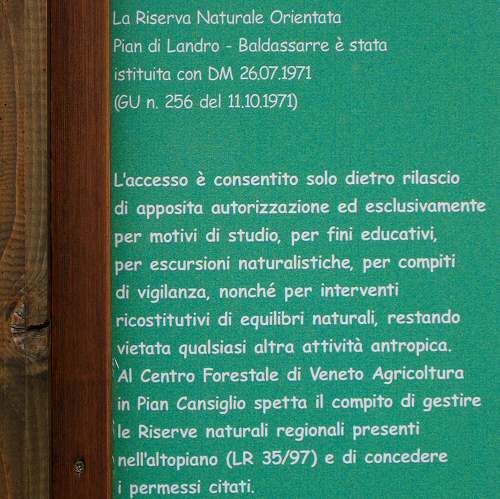 La Riserva Naturale Orientata
Pian di Landro - Baldassarre è stata
istituita con DM 26.07.1971
(GU n. 256 del 11.10.1971)
L'accesso è consentito solo dietro rilascio
di apposita autorizzazione ed esclusivamente
per motivi di studio, per fini educativi,
per escursioni naturalistiche, per compiti
di vigilanza, nonché per interventi
ricostitutivi di equilibri naturali, restando
vietata qualsiasi altra attività antropica.
Al Centro Forestale di Veneto Agricoltura
in Pian Cansiglio spetta il compito di gestire
le Riserve naturali regionali presenti
nell'altopiano (LR 35/97) e di concedere
i permessi citati.